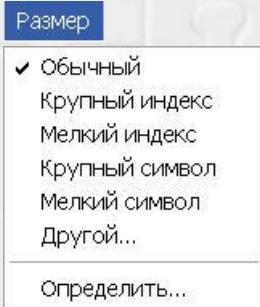 Размер
Обычный
Крупный индекс
Мелкий индекс
Крупный символ
Мелкий символ
Другой...
Определить...